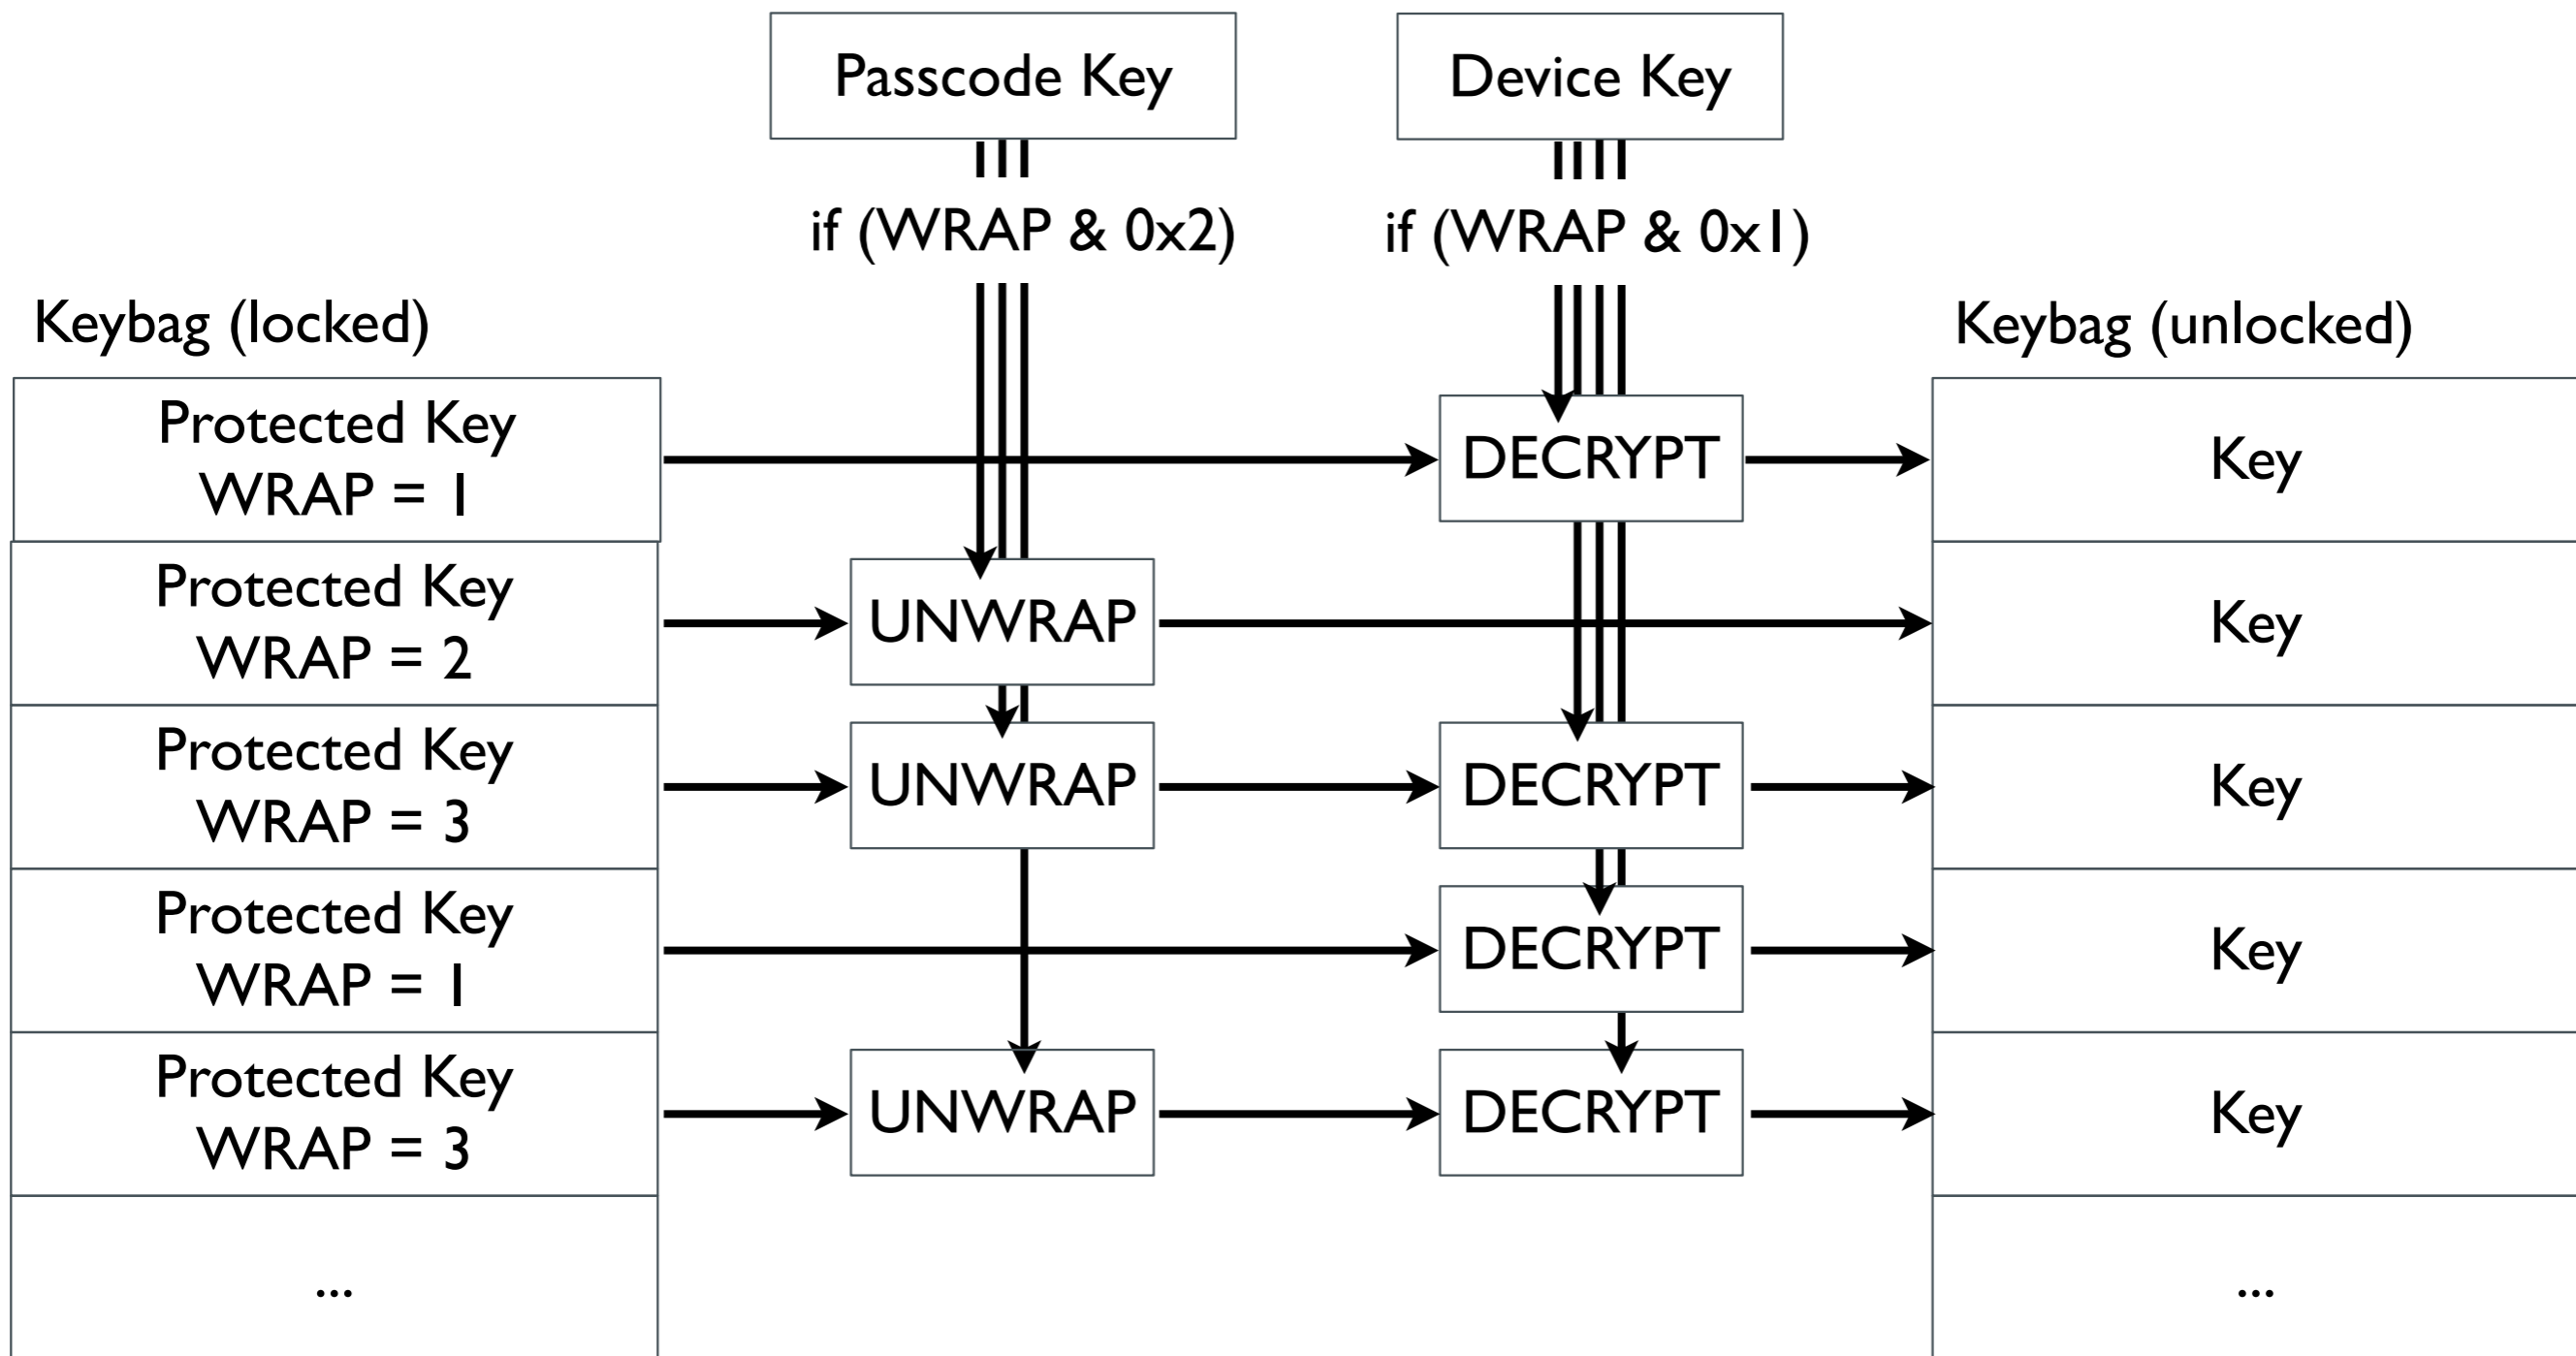 Passcode Key
Device Key
if (WRAP & 0x2)
if (WRAP & 0x1)
Keybag (locked)
Keybag (unlocked)
Protected Key
WRAP = 1
DECRYPT
Key
Protected Key
WRAP = 2
UNWRAP
Key
Protected Key
WRAP = 3
UNWRAP
DECRYPT
Key
Protected Key
WRAP = 1
DECRYPT
Key
Protected Key
WRAP = 3
UNWRAP
DECRYPT
Key
...
...